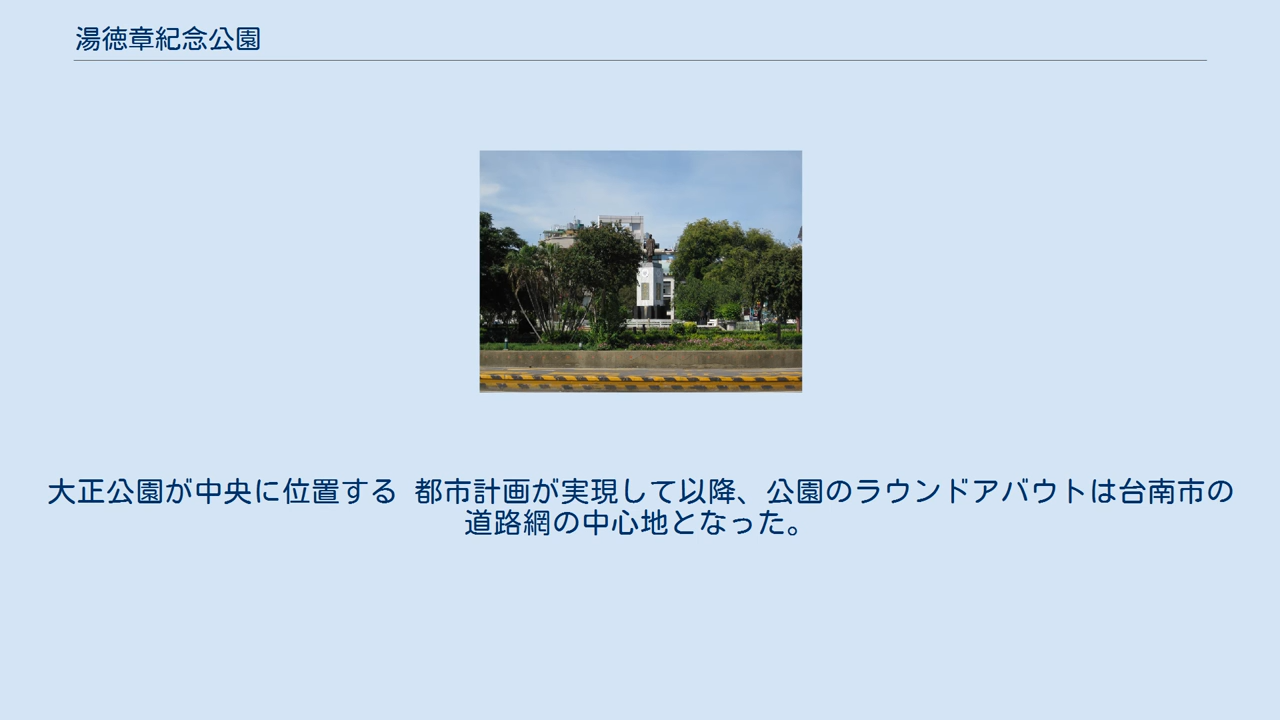 湯徳章紀念公園
大正公園が中央に位置する 都市計画が実現して以降、公園のラウンドアバウトは台南市の
道路網の中心地となった。